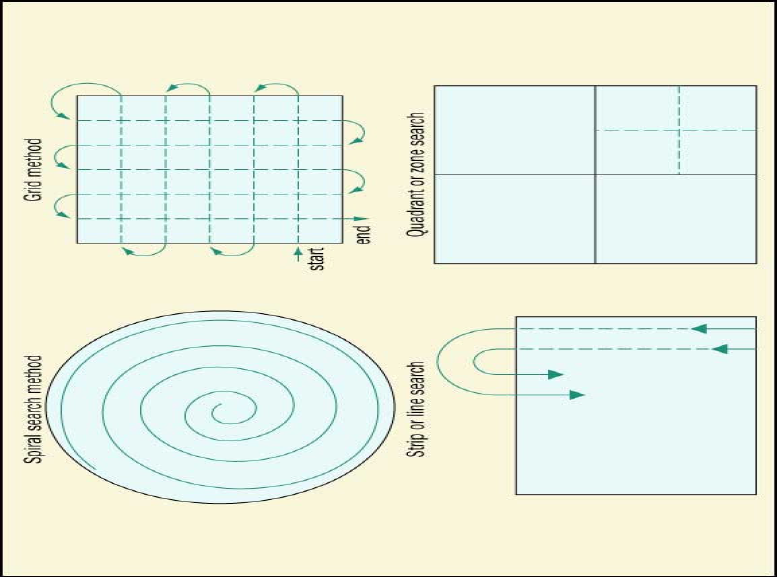 Grid method
start
end
Quadrant or zone search
Spiral search method
Strip or line search